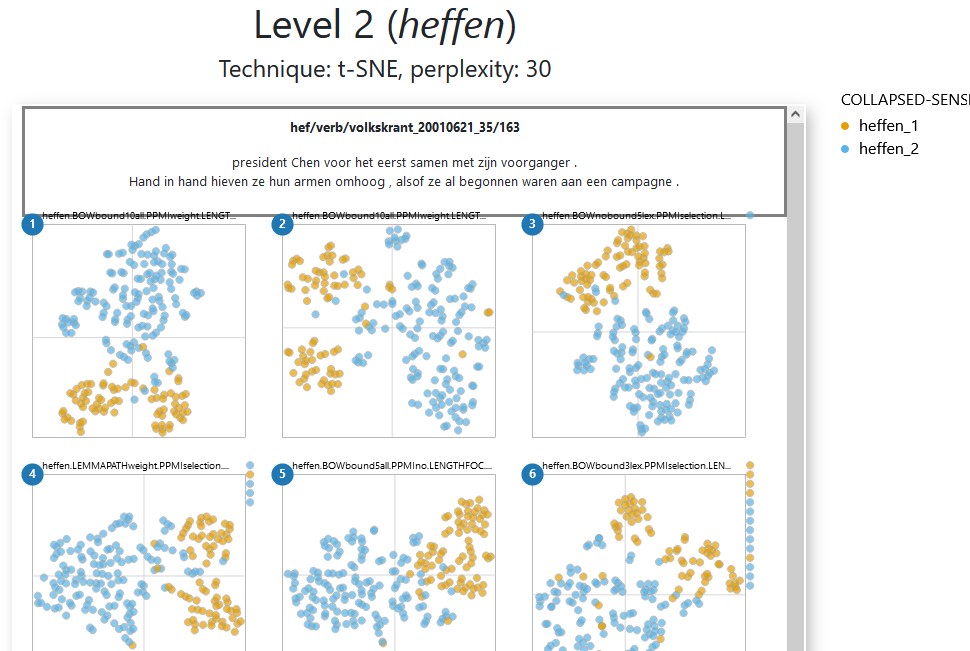 Level 2 (heffen)
Technique: t-SNE, perplexity: 30
COLLAPSED-SENS
heffen_1
heffen_2
hef/verb/volkskrant_20010621_35/163
president Chen voor het eerst samen met zijn voorganger .
Hand in hand hieven ze hun armen omhoog , alsof ze al begonnen waren aan een campagne .
1 heffen.BOWbound10all.PPMIweight.LENGT...
2 heffen.BOWbound10all.PPMIweight.LENGT...
3 heffen.BOWnobound5lex.PPMIselection.L...
4 heffen.LEMMAPATHweight.PPMIselection....
5 heffen.BOWbound5all.PPMIno.LENGTHFOC...
6 heffen.BOWbound3lex.PPMIselection.LEN...